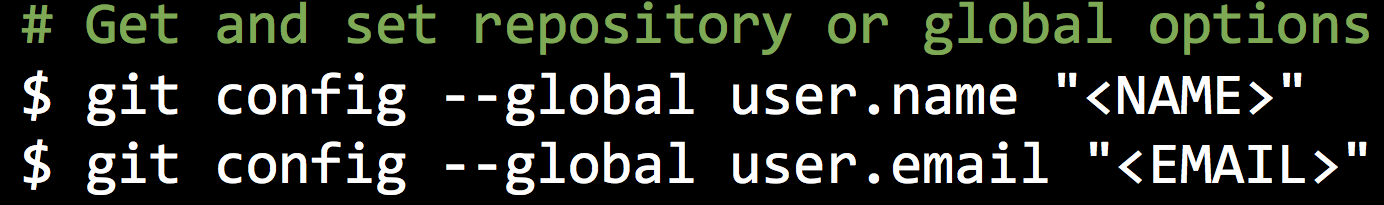 # Get and set repository or global options
$ git config --global user.name "<NAME>"
$ git config --global user.email "<EMAIL>"